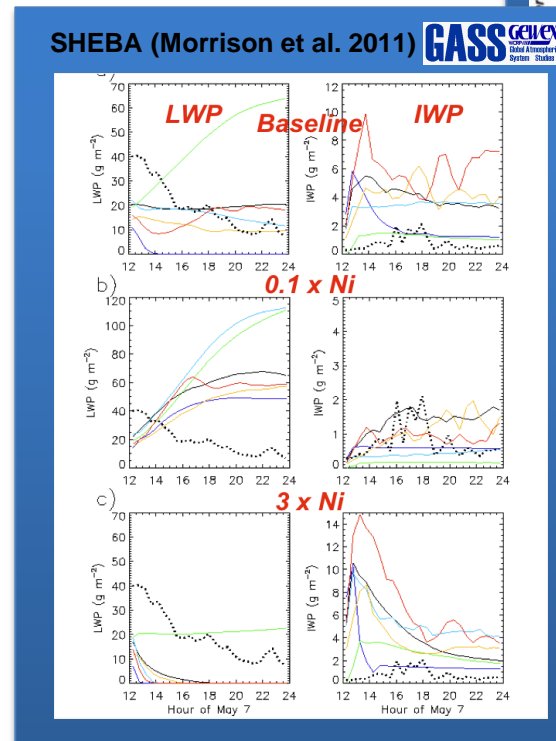 SHEBA (Morrison et al. 2011)
GASS
GEWEX
Global Atmospheric
System Studies
LWP
Baseline
IWP
LWP (g m⁻²)
70
60
50
40
30
20
10
0
12 14 16 18 20 22 24
IWP (g m⁻²)
12
10
8
6
4
2
0
12 14 16 18 20 22 24
b)
0.1 x Ni
LWP (g m⁻²)
120
100
80
60
40
20
0
12 14 16 18 20 22 24
IWP (g m⁻²)
5
4
3
2
1
0
12 14 16 18 20 22 24
c)
3 x Ni
LWP (g m⁻²)
70
60
50
40
30
20
10
0
12 14 16 18 20 22 24
Hour of May 7
IWP (g m⁻²)
14
12
10
8
6
4
2
0
12 14 16 18 20 22 24
Hour of May 7